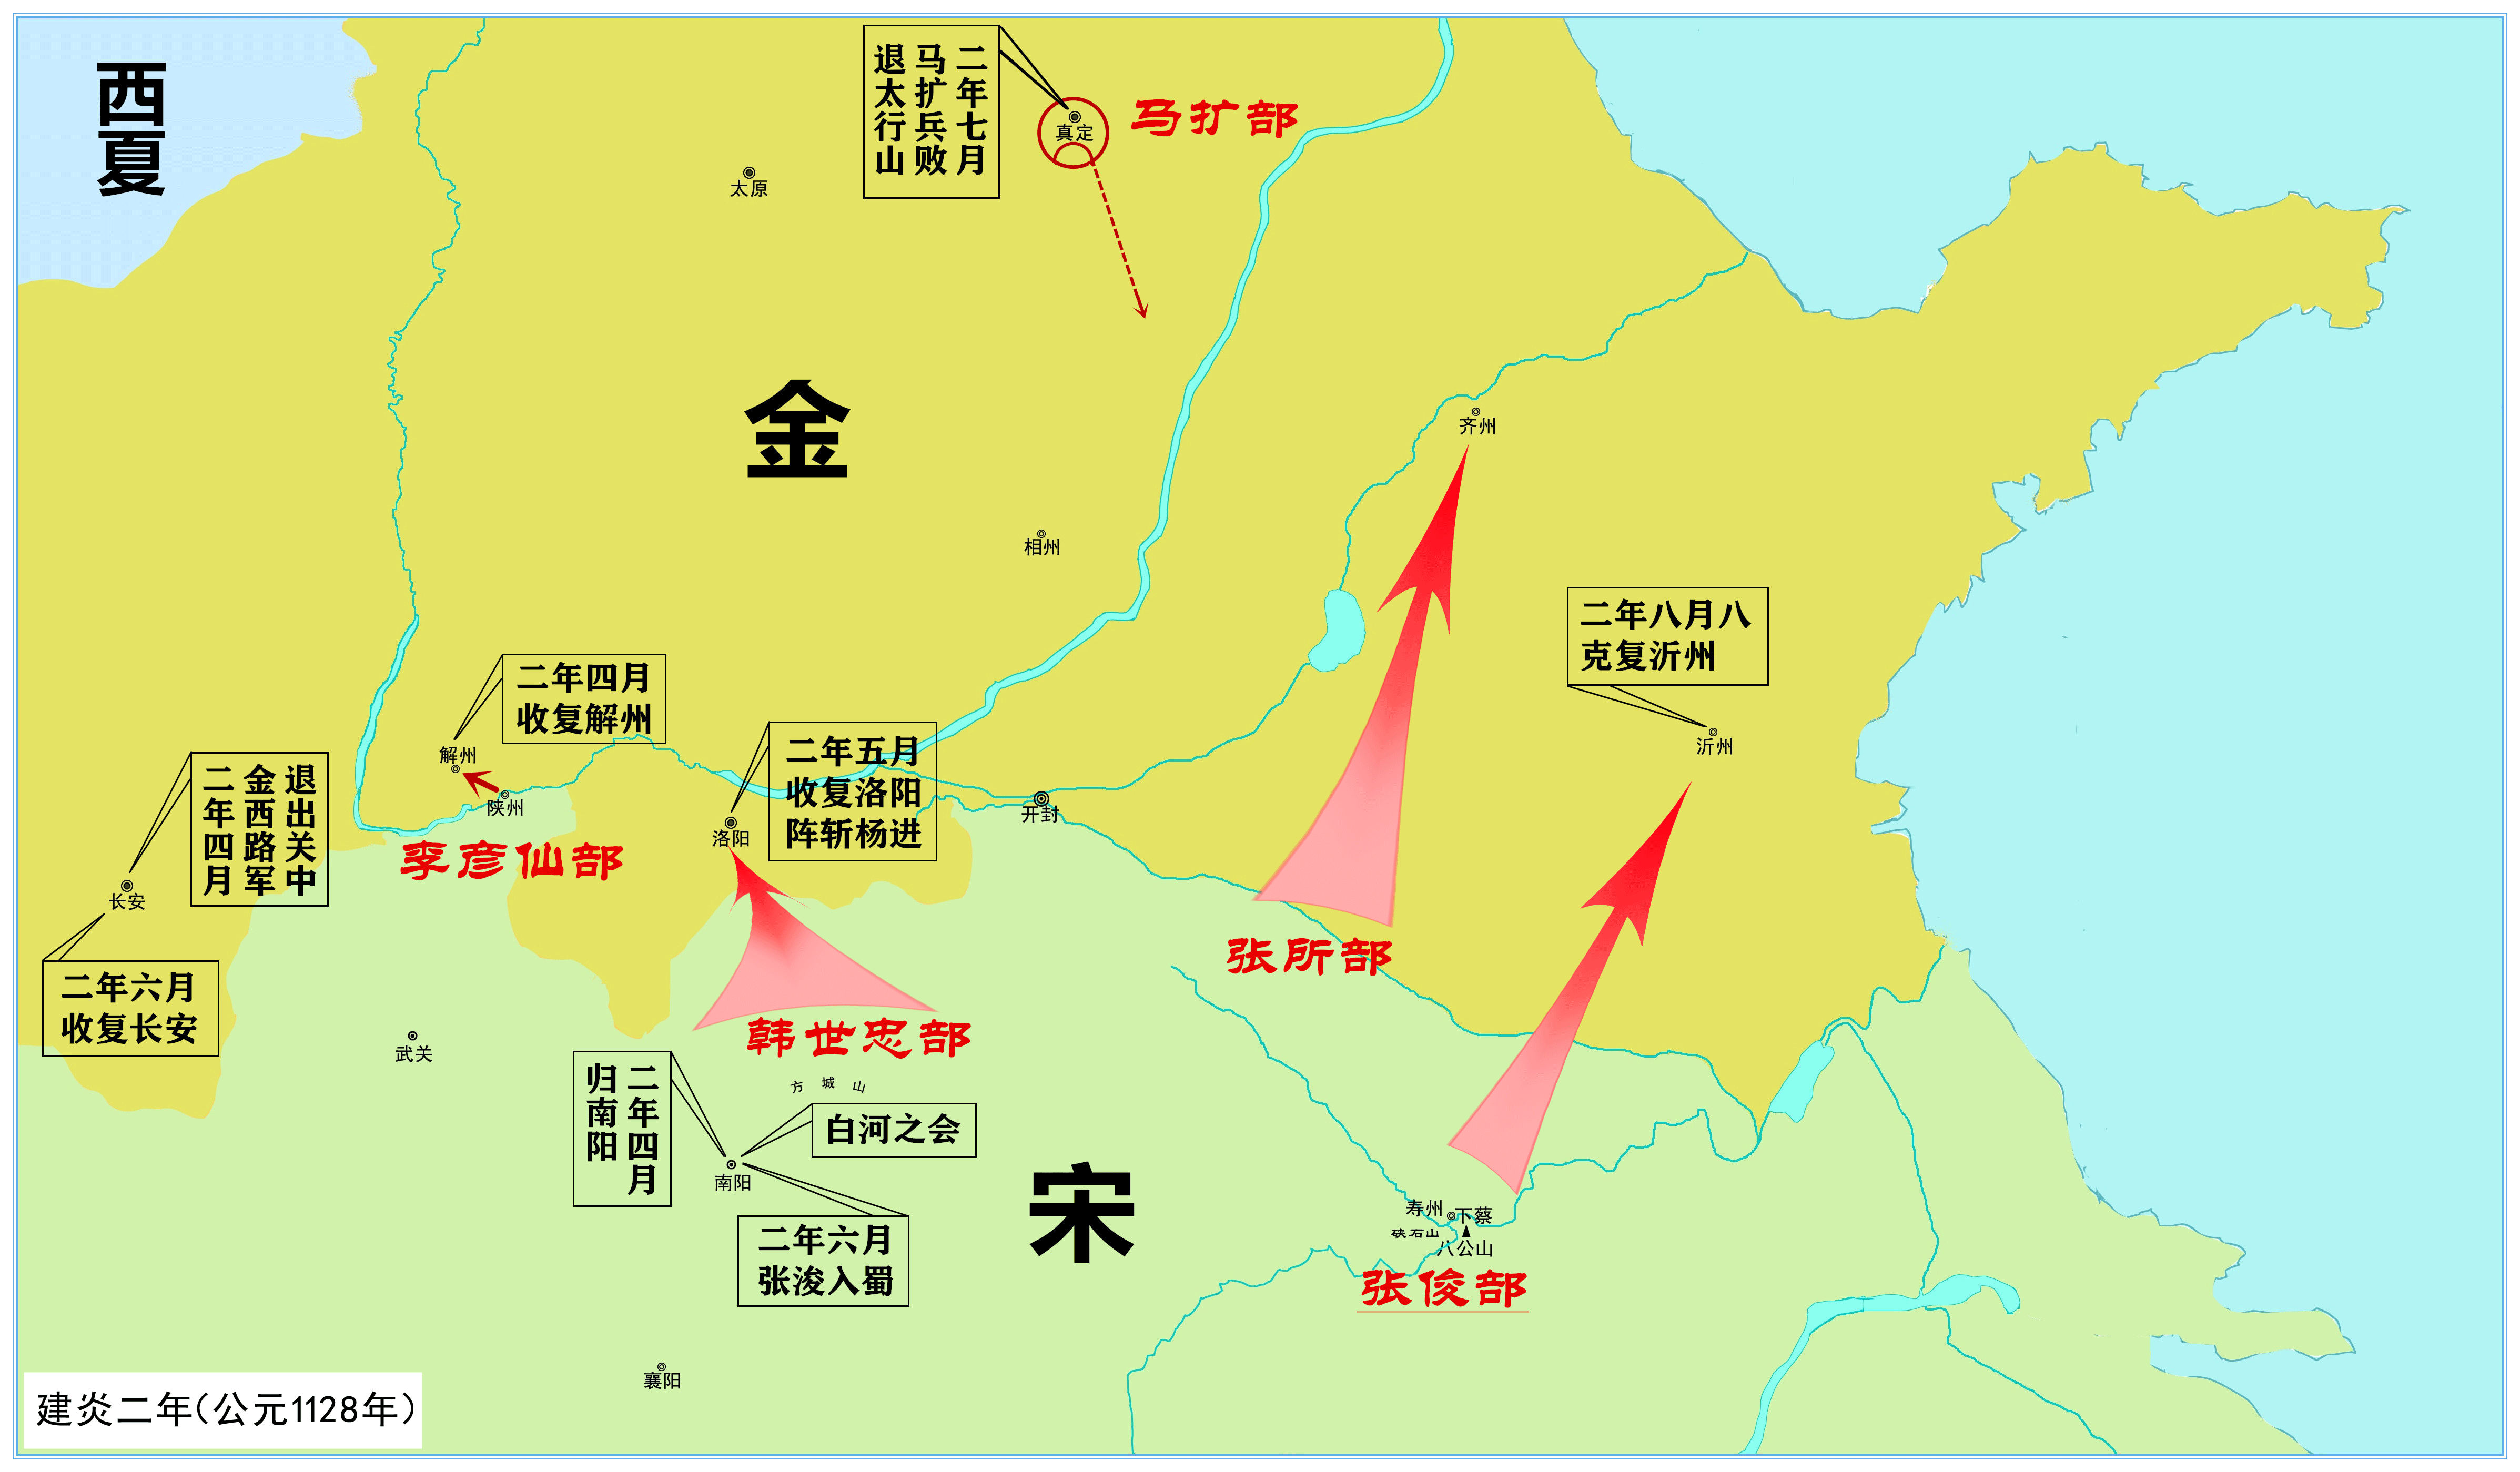 西夏
二年七月
马扩兵败
退太行山
马扩部
真定
太原
金
齐州
相州
二年八月八
克复沂州
沂州
二年四月
收复解州
解州
陕州
李彦仙部
二年五月
收复洛阳
阵斩杨进
洛阳
开封
二年四月
金西路军
退出关中
长安
二年六月
收复长安
武关
张所部
韩世忠部
方城山
二年四月
归南阳
白河之会
南阳
二年六月
张浚入蜀
宋
寿州
下蔡
硖石山
八公山
张俊部
襄阳
建炎二年(公元1128年)